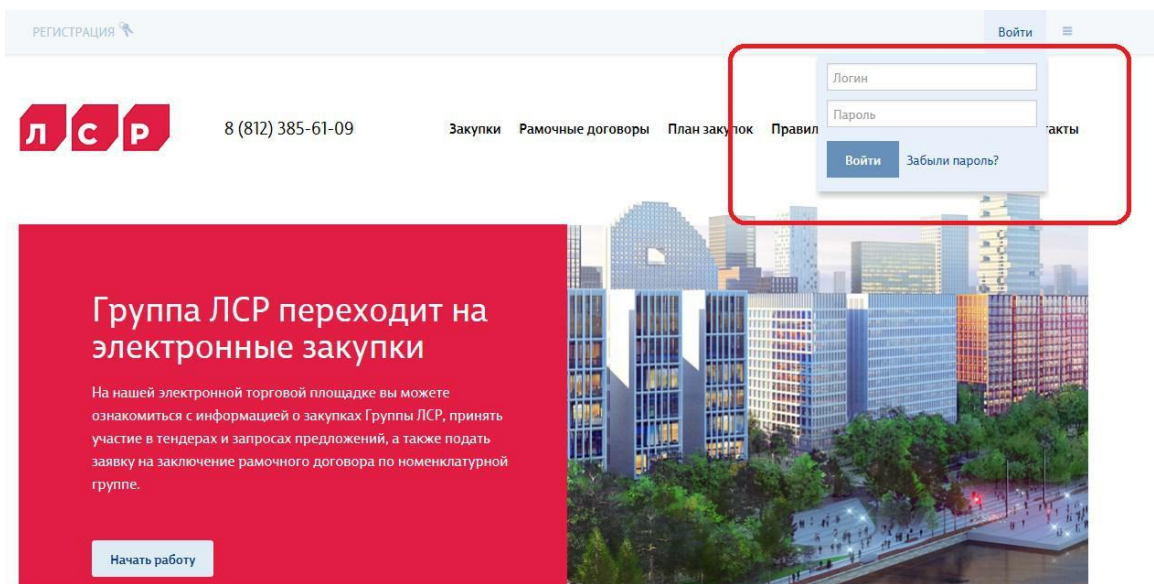 РЕГИСТРАЦИЯ
Войти
Логин
Пароль
Войти Забыли пароль?
ЛСР
8 (812) 385-61-09
Закупки Рамочные договоры План закупок
Группа ЛСР переходит на
электронные закупки
На нашей электронной торговой площадке вы можете
ознакомиться с информацией о закупках Группы ЛСР, принять
участие в тендерах и запросах предложений, а также подать
заявку на заключение рамочного договора по номенклатурной
группе.
Начать работу